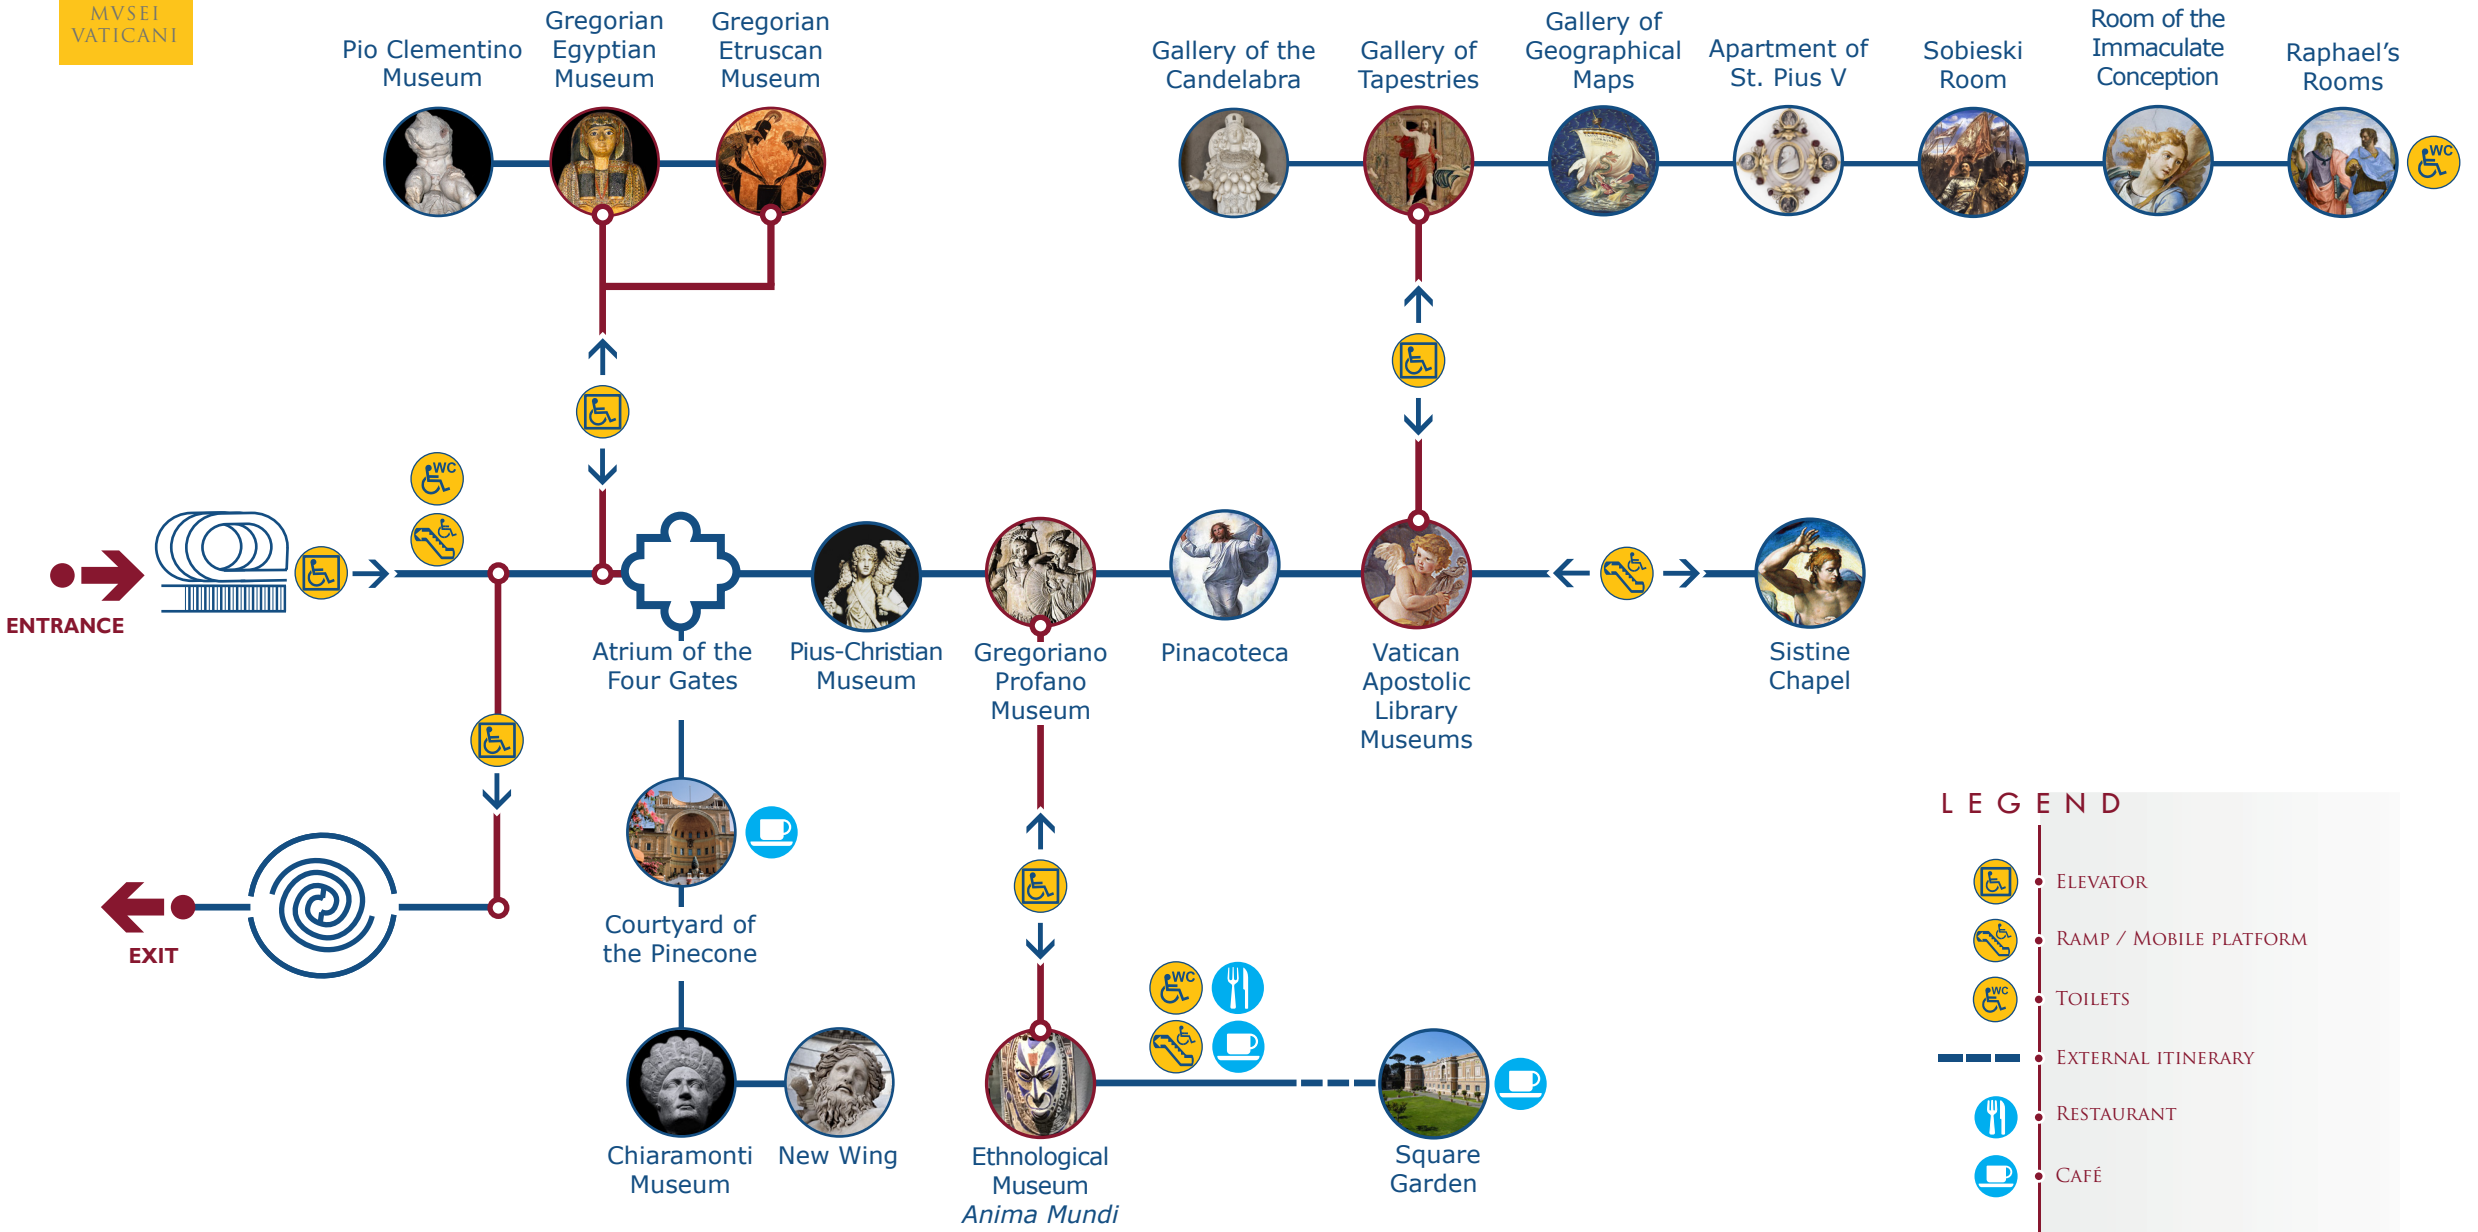 MVSEI
VATICANI
Pio Clementino
Museum
Gregorian
Egyptian
Museum
Gregorian
Etruscan
Museum
Gallery of the
Candelabra
Gallery of
Tapestries
Gallery of
Geographical
Maps
Apartment of
St. Pius V
Sobieski
Room
Room of the
Immaculate
Conception
Raphael’s
Rooms
WC
WC
ENTRANCE
Atrium of the
Four Gates
Pius-Christian
Museum
Gregoriano
Profano
Museum
Pinacoteca
Vatican
Apostolic
Library
Museums
Sistine
Chapel
EXIT
Courtyard of
the Pinecone
WC
Chiaramonti
Museum
New Wing
Ethnological
Museum
Anima Mundi
Square
Garden
LEGEND
Elevator
Ramp / Mobile platform
WC
Toilets
External itinerary
Restaurant
Café